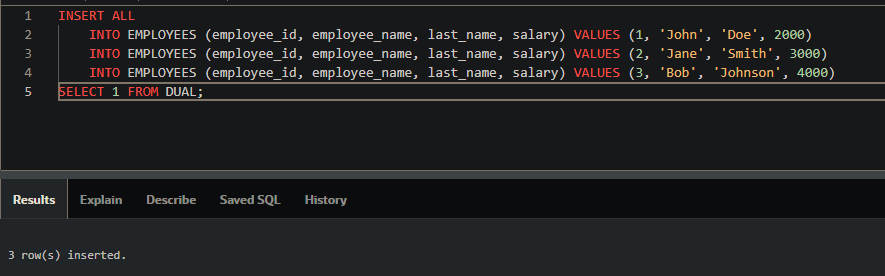 1 INSERT ALL
2 INTO EMPLOYEES (employee_id, employee_name, last_name, salary) VALUES (1, 'John', 'Doe', 2000)
3 INTO EMPLOYEES (employee_id, employee_name, last_name, salary) VALUES (2, 'Jane', 'Smith', 3000)
4 INTO EMPLOYEES (employee_id, employee_name, last_name, salary) VALUES (3, 'Bob', 'Johnson', 4000)
5 SELECT 1 FROM DUAL;
Results Explain Describe Saved SQL History
3 row(s) inserted.